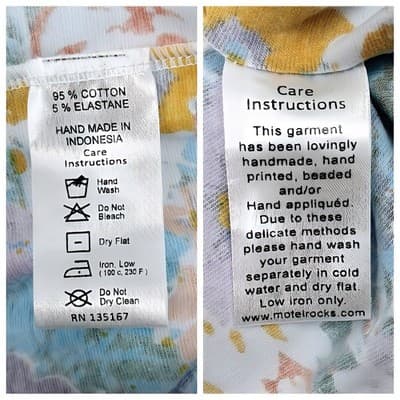 95 % COTTON
5 % ELASTANE
HAND MADE IN
INDONESIA
Care
Instructions
Hand
Wash
Do Not
Bleach
Dry Flat
Iron, Low
( 100 c, 230 F )
Do Not
Dry Clean
RN 135167
Care
Instructions
This garment
has been lovingly
handmade, hand
printed, beaded
and/or
Hand appliquéd.
Due to these
delicate methods
please hand wash
your garment
separately in cold
water and dry flat.
Low iron only.
www.motelrocks.com